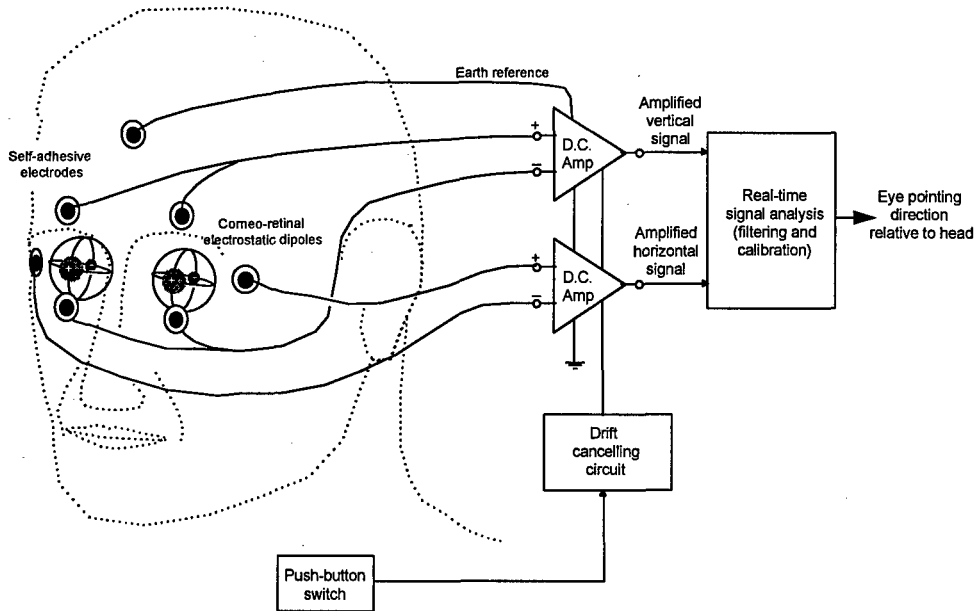 Earth reference
Self-adhesive
electrodes
Corneo-retinal
electrostatic dipoles
+
–
D.C.
Amp
Amplified
vertical
signal
+
–
D.C.
Amp
Amplified
horizontal
signal
Real-time
signal analysis
(filtering and
calibration)
Eye pointing
direction
relative to head
Drift
cancelling
circuit
Push-button
switch